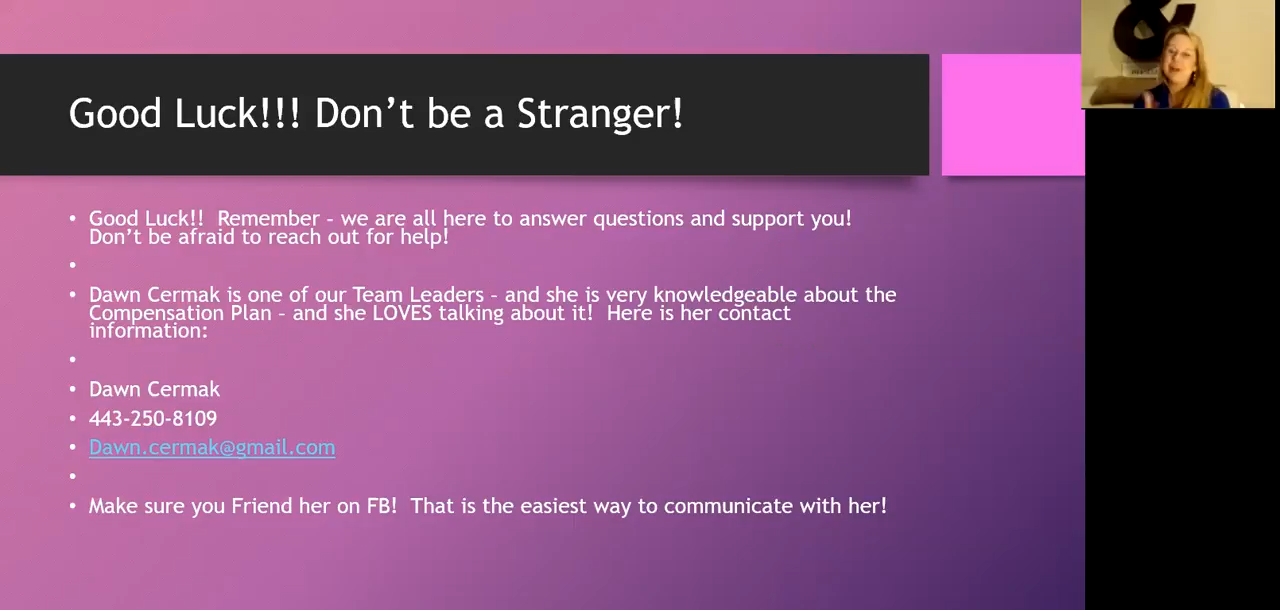 Good Luck!!! Don't be a Stranger!
• Good Luck!!  Remember – we are all here to answer questions and support you!
Don't be afraid to reach out for help!
•
• Dawn Cermak is one of our Team Leaders – and she is very knowledgeable about the
Compensation Plan – and she LOVES talking about it!  Here is her contact
information:
•
• Dawn Cermak
• 443-250-8109
• Dawn.cermak@gmail.com
•
• Make sure you Friend her on FB!  That is the easiest way to communicate with her!
&